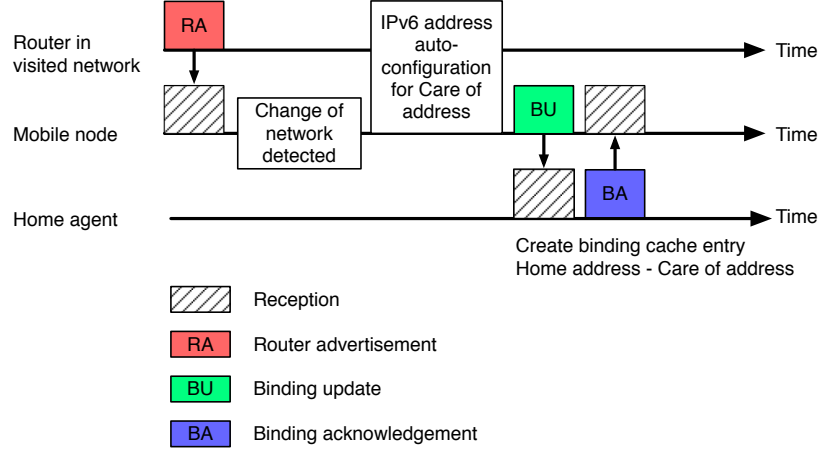 RA
Router in
visited network
IPv6 address
auto-
configuration
for Care of
address
Time
Mobile node
Change of
network
detected
BU
Time
Home agent
BA
Time
Create binding cache entry
Home address - Care of address
Reception
RA Router advertisement
BU Binding update
BA Binding acknowledgement